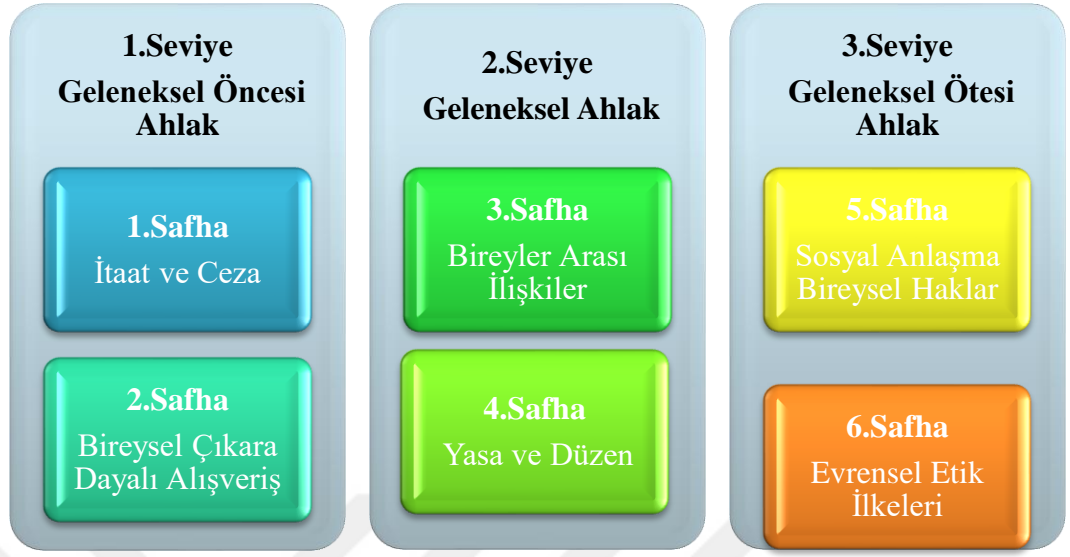 1.Seviye
Geleneksel Öncesi
Ahlak
1.Safha
İtaat ve Ceza
2.Safha
Bireysel Çıkara
Dayalı Alışveriş
2.Seviye
Geleneksel Ahlak
3.Safha
Bireyler Arası
İlişkiler
4.Safha
Yasa ve Düzen
3.Seviye
Geleneksel Ötesi
Ahlak
5.Safha
Sosyal Anlaşma
Bireysel Haklar
6.Safha
Evrensel Etik
İlkeleri